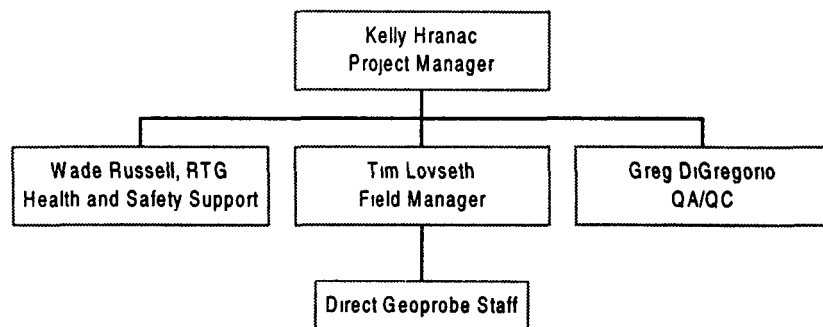 Kelly Hranac
Project Manager
Wade Russell, RTG
Health and Safety Support
Tim Lovseth
Field Manager
Greg DiGregorio
QA/QC
Direct Geoprobe Staff